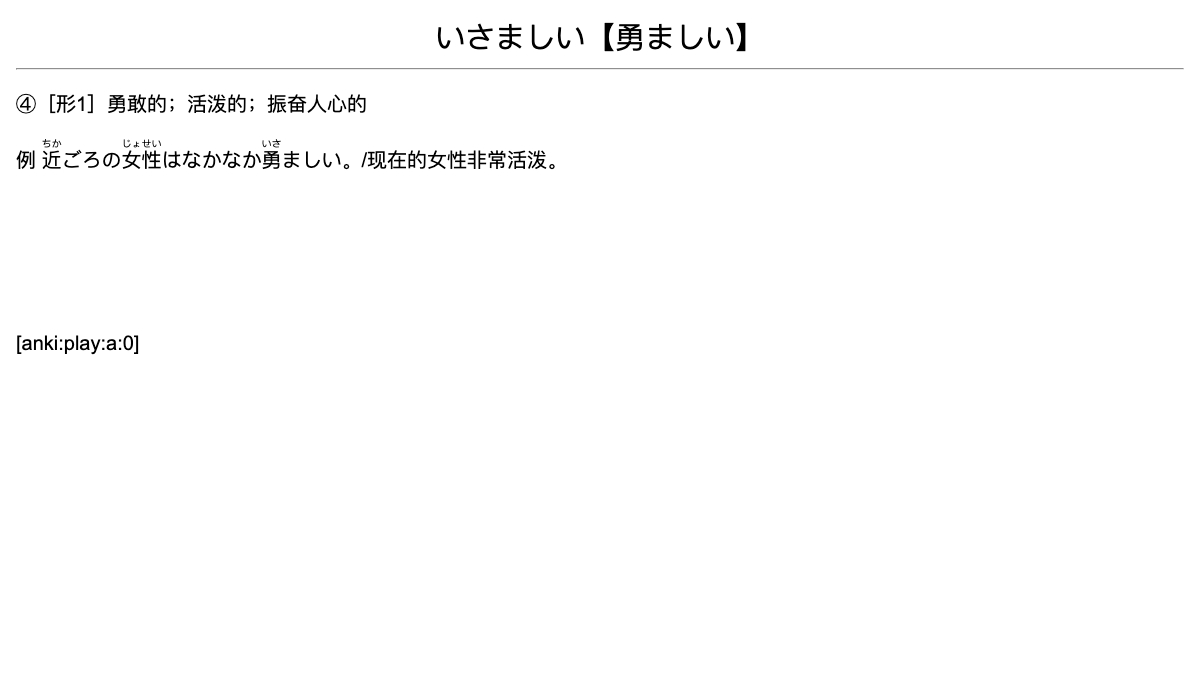 いさましい【勇ましい】
④［形1］勇敢的；活泼的；振奋人心的
ちか じょせい いさ
例 近ごろの女性はなかなか勇ましい。/现在的女性非常活泼。
[anki:play:a:0]